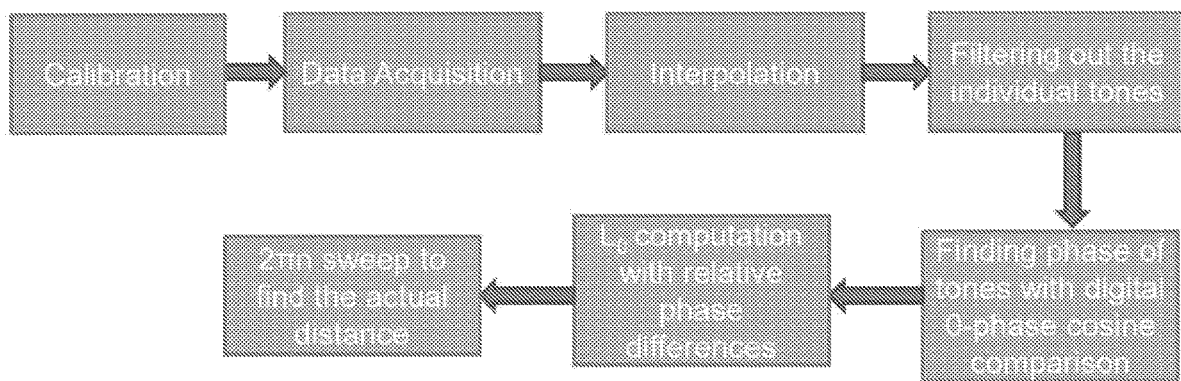 Calibration
Data Acquisition
Interpolation
Filtering out the
individual tones
Finding phase of
tones with digital
0-phase cosine
comparison
L₀ computation
with relative
phase
differences
2πn sweep to
find the actual
distance